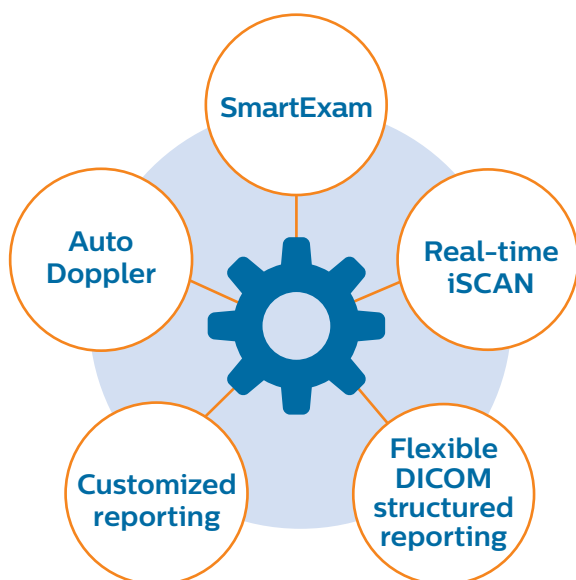 SmartExam
Auto
Doppler
Real-time
iSCAN
Customized
reporting
Flexible
DICOM
structured
reporting